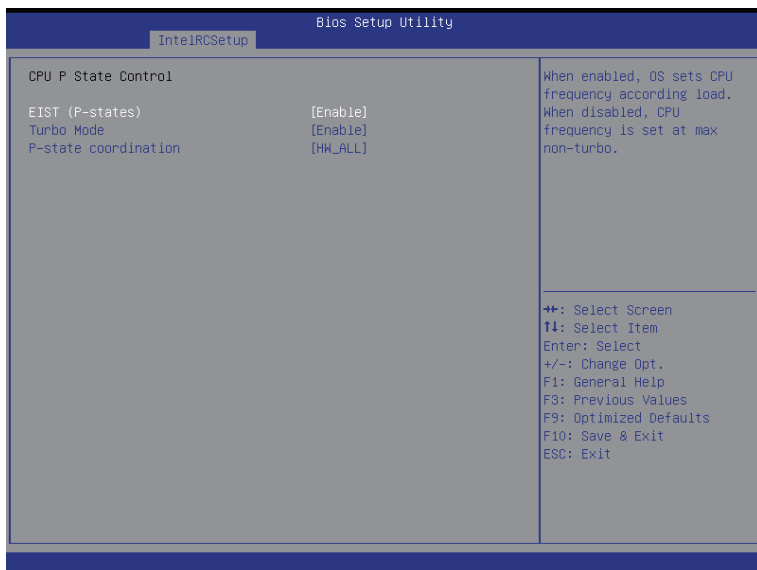 Bios Setup Utility
IntelRCSetup
CPU P State Control
EIST (P-states) [Enable]
Turbo Mode [Enable]
P-state coordination [HW_ALL]
When enabled, OS sets CPU
frequency according load.
When disabled, CPU
frequency is set at max
non-turbo.
→←: Select Screen
↑↓: Select Item
Enter: Select
+/-: Change Opt.
F1: General Help
F3: Previous Values
F9: Optimized Defaults
F10: Save & Exit
ESC: Exit